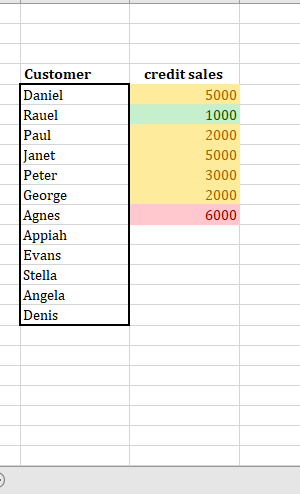 Customer credit sales
Daniel 5000
Rauel 1000
Paul 2000
Janet 5000
Peter 3000
George 2000
Agnes 6000
Appiah
Evans
Stella
Angela
Denis